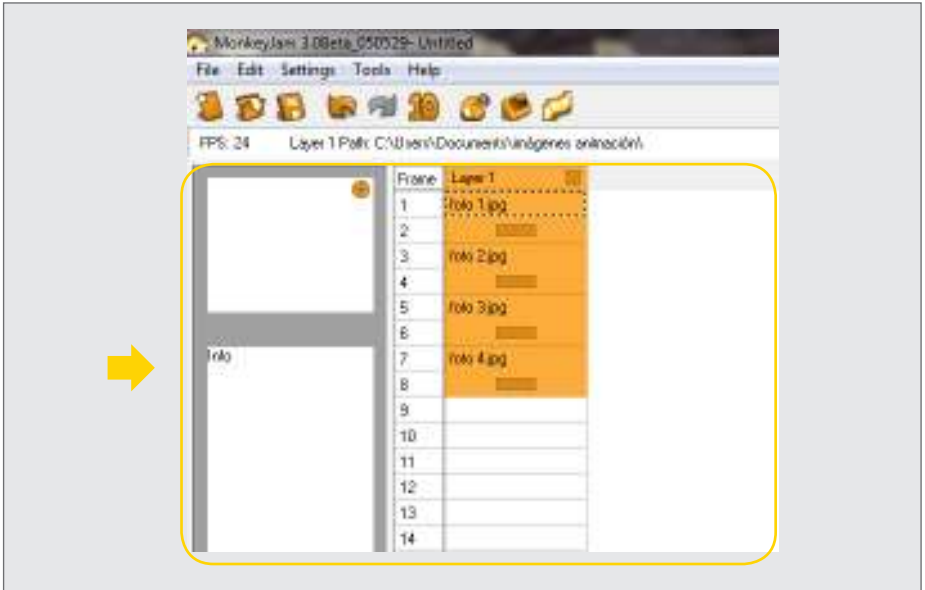 MonkeyJam 3.0Beta_050529- Untitled
File Edit Settings Tools Help
FPS: 24 Layer 1 Path: C:\Users\Documents\imágenes animación\
Frame Layer 1
1 foto 1.jpg
2
3 foto 2.jpg
4
5 foto 3.jpg
6
Info
7 foto 4.jpg
8
9
10
11
12
13
14